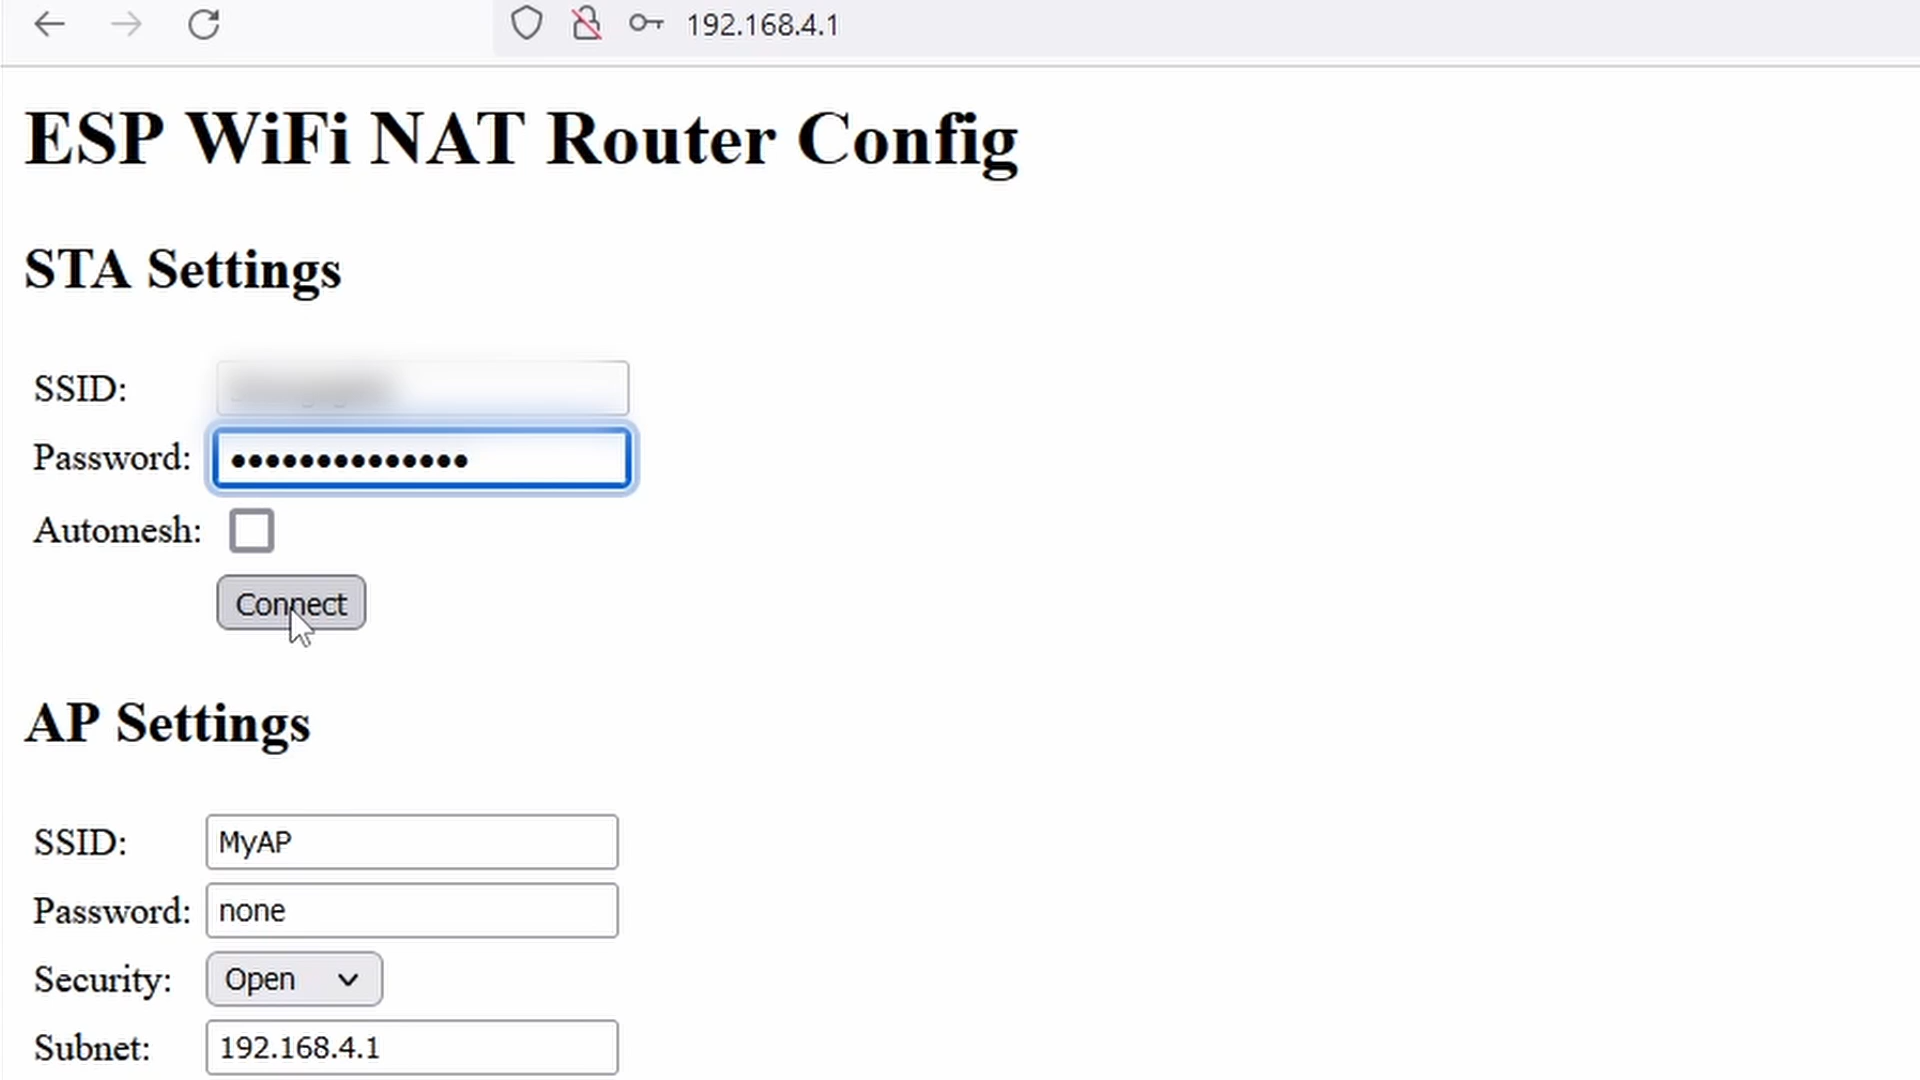 192.168.4.1
ESP WiFi NAT Router Config
STA Settings
SSID:
Password: ••••••••••••••
Automesh:
Connect
AP Settings
SSID: MyAP
Password: none
Security: Open
Subnet: 192.168.4.1